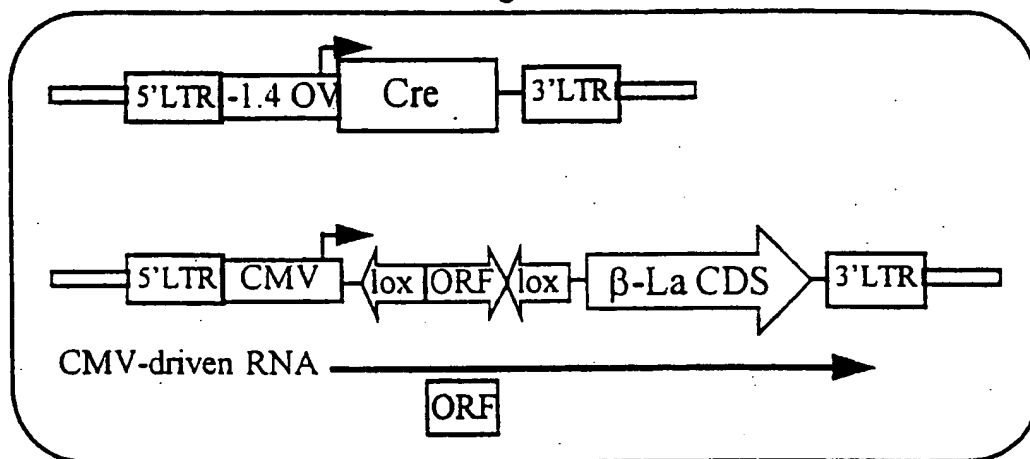 5'LTR -1.4 OV Cre 3'LTR
5'LTR CMV lox ORF lox β-La CDS 3'LTR
CMV-driven RNA
ORF